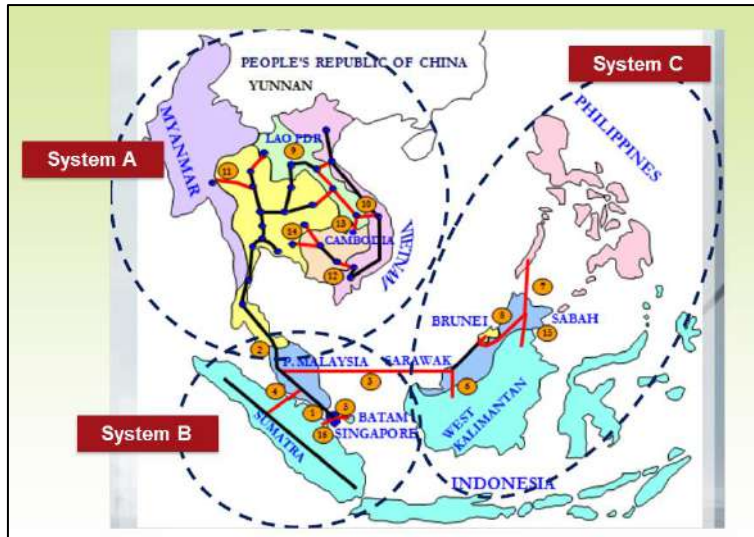 System C
PEOPLE'S REPUBLIC OF CHINA
YUNNAN
PHILIPPINES
MYANMAR
System A
LAO PDR
9
11
10
13
14
CAMBODIA
VIETNAM
12
7
8
BRUNEI
SABAH
15
2
P. MALAYSIA
SARAWAK
3
6
4
WEST
KALIMANTAN
1
5
BATAM
SINGAPORE
16
System B
SUMATRA
INDONESIA